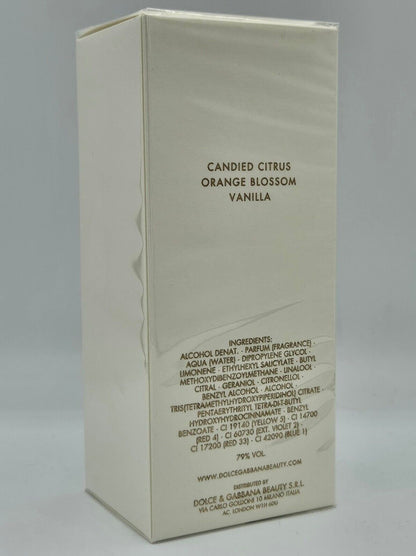 CANDIED CITRUS
ORANGE BLOSSOM
VANILLA
INGREDIENTS:
ALCOHOL DENAT. · PARFUM (FRAGRANCE) ·
AQUA (WATER) · DIPROPYLENE GLYCOL ·
LIMONENE · ETHYLHEXYL SALICYLATE · BUTYL
METHOXYDIBENZOYLMETHANE · LINALOOL ·
CITRAL · GERANIOL · CITRONELLOL ·
BENZYL ALCOHOL · ALCOHOL ·
TRIS(TETRAMETHYLHYDROXYPIPERIDINOL) CITRATE ·
PENTAERYTHRITYL TETRA-DI-T-BUTYL
HYDROXYHYDROCINNAMATE · BENZYL
BENZOATE · CI 19140 (YELLOW 5) · CI 14700
(RED 4) · CI 60730 (EXT. VIOLET 2) ·
CI 17200 (RED 33) · CI 42090 (BLUE 1)
79% VOL.
WWW.DOLCEGABBANABEAUTY.COM
DISTRIBUTED BY
DOLCE & GABBANA BEAUTY S.R.L.
VIA CARLO GOLDONI 10 MILANO ITALIA
AC. LONDON W1H 6DG